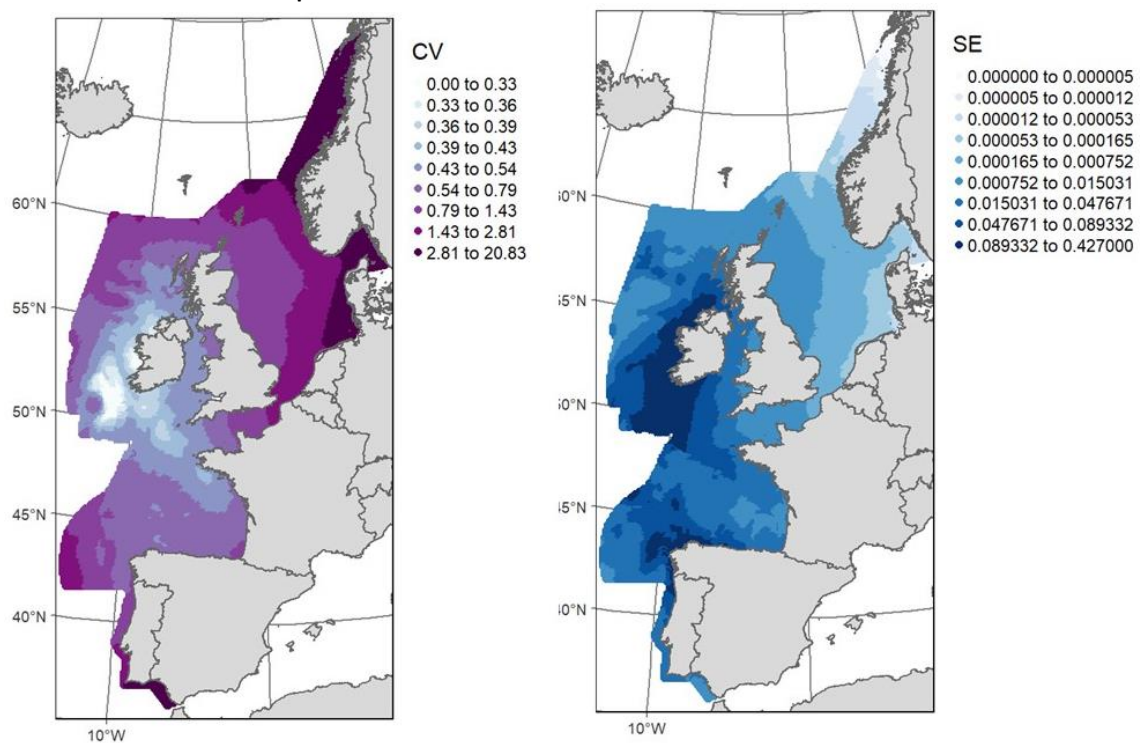 CV
0.00 to 0.33
0.33 to 0.36
0.36 to 0.39
0.39 to 0.43
0.43 to 0.54
0.54 to 0.79
0.79 to 1.43
1.43 to 2.81
2.81 to 20.83
60°N
55°N
50°N
45°N
40°N
10°W
SE
0.000000 to 0.000005
0.000005 to 0.000012
0.000012 to 0.000053
0.000053 to 0.000165
0.000165 to 0.000752
0.000752 to 0.015031
0.015031 to 0.047671
0.047671 to 0.089332
0.089332 to 0.427000
60°N
55°N
50°N
45°N
40°N
10°W